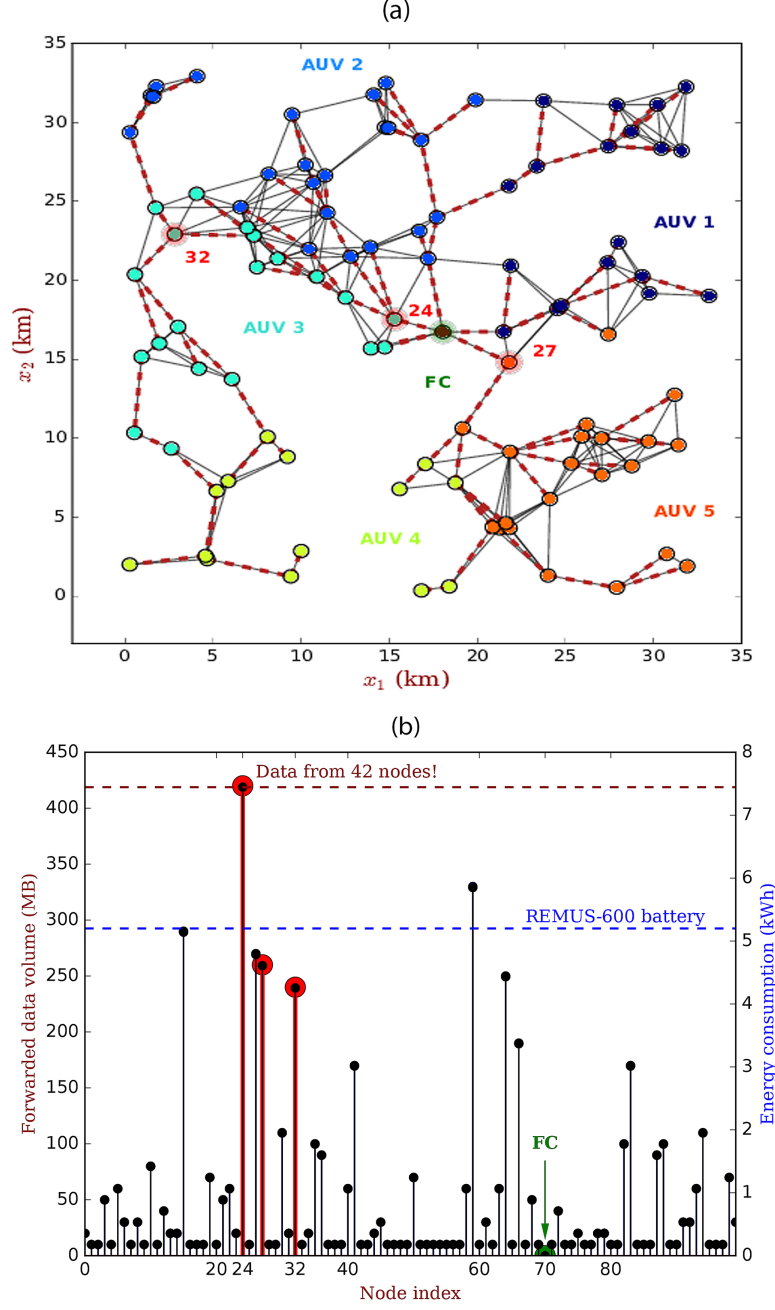 (a)
35
30
25
20
15
10
5
0
AUV 2
AUV 1
32
24
AUV 3
27
FC
AUV 4
AUV 5
x₂ (km)
0 5 10 15 20 25 30 35
x₁ (km)
(b)
450
400
350
300
250
200
150
100
50
0
Forwarded data volume (MB)
Data from 42 nodes!
REMUS-600 battery
FC
8
7
6
5
4
3
2
1
0
Energy consumption (kWh)
0 20 24 32 40 60 70 80
Node index